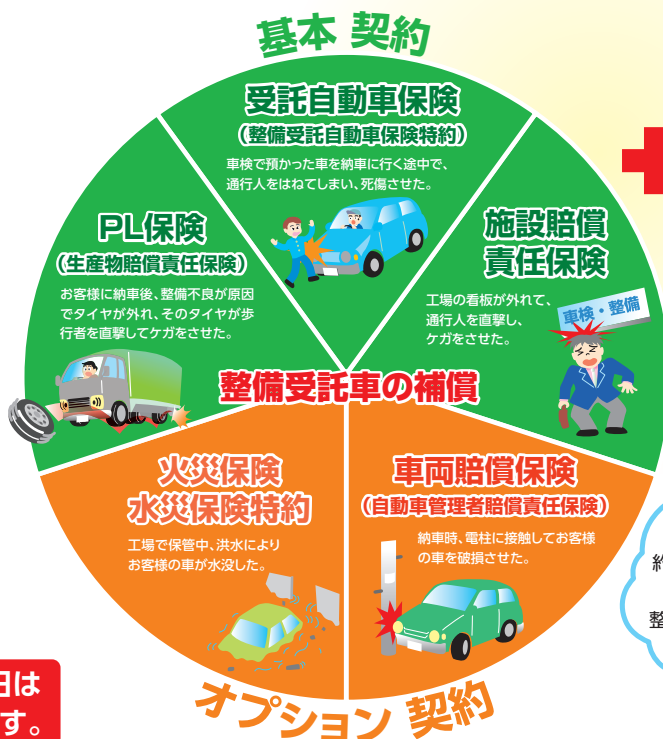 基本 契約
受託自動車保険
(整備受託自動車保険特約)
車検で預かった車を納車に行く途中で、
通行人をはねてしまい、死傷させた。
PL保険
(生産物賠償責任保険)
お客様に納車後、整備不良が原因
でタイヤが外れ、そのタイヤが歩
行者を直撃してケガをさせた。
施設賠償
責任保険
工場の看板が外れて、
通行人を直撃し、
ケガをさせた。
車検・整備
整備受託車の補償
火災保険
水災保険特約
工場で保管中、洪水により
お客様の車が水没した。
車両賠償保険
(自動車管理者賠償責任保険)
納車時、電柱に接触してお客様
の車を破損させた。
オプション 契約
日は
す。
整